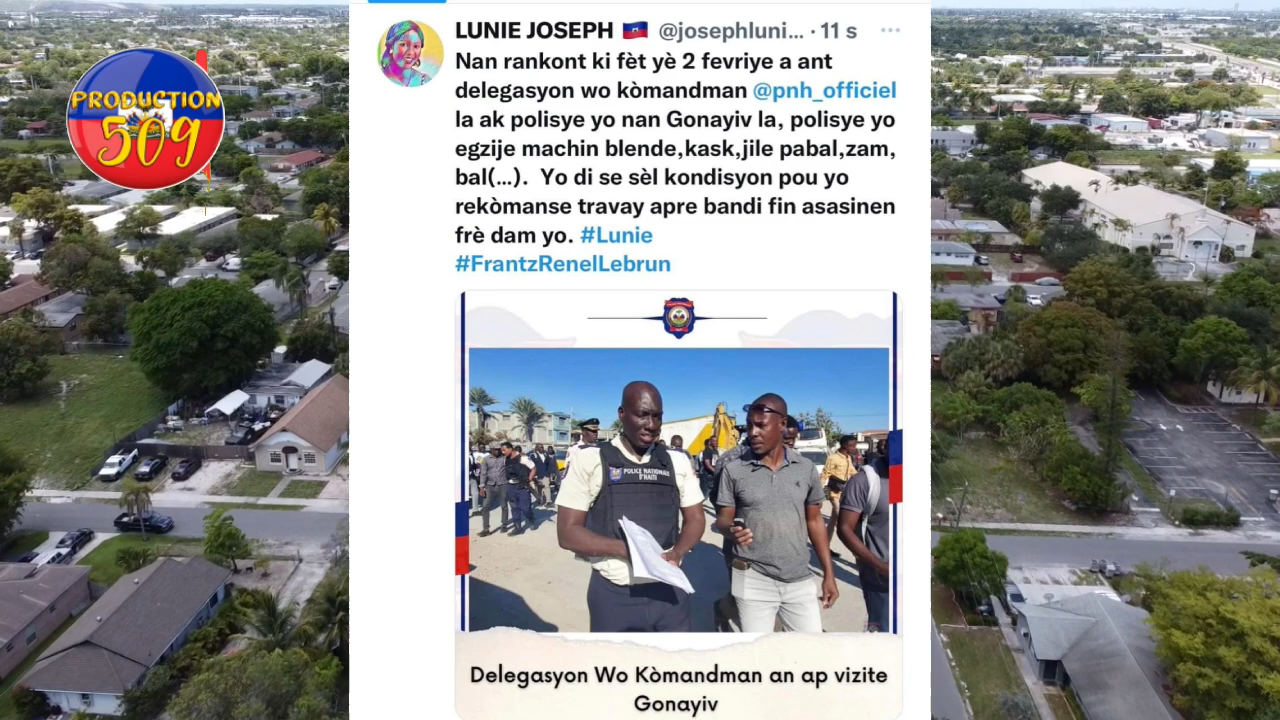 PRODUCTION
509
LUNIE JOSEPH 🇭🇹 @josephluni... · 11 s
Nan rankont ki fèt yè 2 fevriye a ant
delegasyon wo kòmandman @pnh_officiel
la ak polisye yo nan Gonayiv la, polisye yo
egzije machin blende,kask,jile pabal,zam,
bal(...). Yo di se sèl kondisyon pou yo
rekòmanse travay apre bandi fin asasinen
frè dam yo. #Lunie
#FrantzRenelLebrun
POLICE NATIONALE
D'HAITI
Delegasyon Wo Kòmandman an ap vizite
Gonayiv